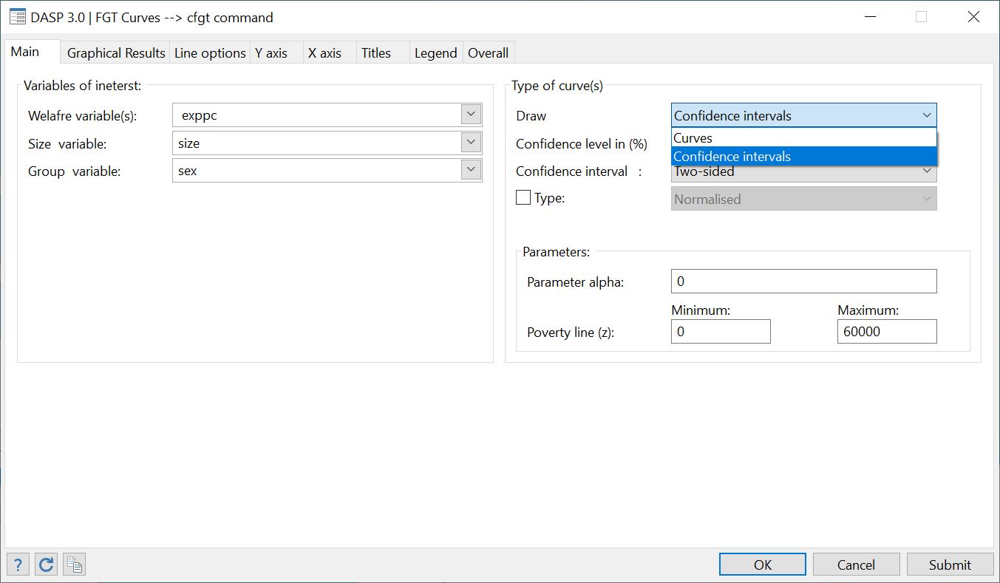 DASP 3.0 | FGT Curves --> cfgt command
Main Graphical Results Line options Y axis X axis Titles Legend Overall
Variables of ineterst:
Welafre variable(s): exppc
Size variable: size
Group variable: sex
Type of curve(s)
Draw Confidence intervals
Curves
Confidence level in (%) Confidence intervals
Confidence interval : Two-sided
Type: Normalised
Parameters:
Parameter alpha: 0
Minimum: Maximum:
Poverty line (z): 0 60000
? OK Cancel Submit